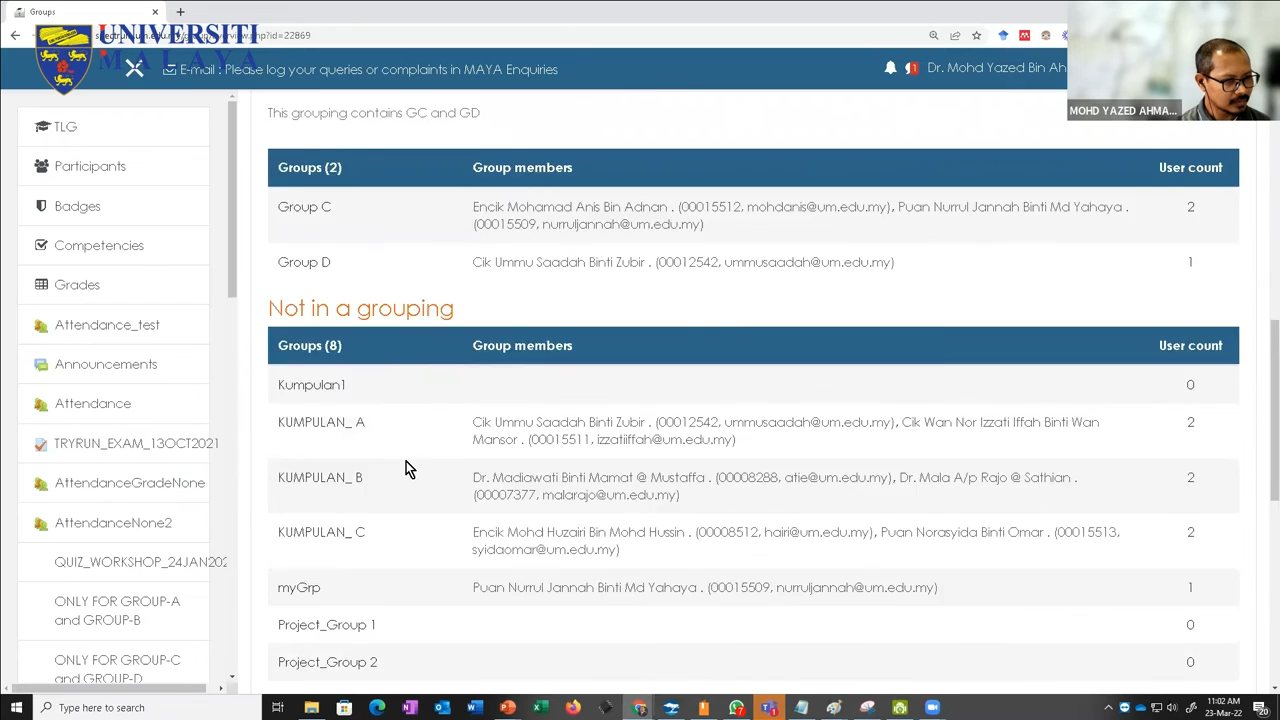 Groups
UNIVERSITI
MALAYA
.php?id=22869
E-mail : Please log your queries or complaints in MAYA Enquiries
1
Dr. Mohd Yazed Bin Ah
MOHD YAZED AHMA...
TLG
Participants
Badges
Competencies
Grades
Attendance_test
Announcements
Attendance
TRYRUN_EXAM_13OCT2021
AttendanceGradeNone
AttendanceNone2
QUIZ_WORKSHOP_24JAN202
ONLY FOR GROUP-A
and GROUP-B
ONLY FOR GROUP-C
and GROUP-D
This grouping contains GC and GD
Groups (2) Group members User count
Group C Encik Mohamad Anis Bin Adnan . (00015512, mohdanis@um.edu.my), Puan Nurrul Jannah Binti Md Yahaya . 2
(00015509, nurruljannah@um.edu.my)
Group D Cik Ummu Saadah Binti Zubir . (00012542, ummusaadah@um.edu.my) 1
Not in a grouping
Groups (8) Group members User count
Kumpulan1 0
KUMPULAN_ A Cik Ummu Saadah Binti Zubir . (00012542, ummusaadah@um.edu.my), Cik Wan Nor Izzati Iffah Binti Wan 2
Mansor . (00015511, izzatiiffah@um.edu.my)
KUMPULAN_ B Dr. Madiawati Binti Mamat @ Mustaffa . (00008288, atie@um.edu.my), Dr. Mala A/p Rajo @ Sathian . 2
(00007377, malarajo@um.edu.my)
KUMPULAN_ C Encik Mohd Huzairi Bin Mohd Hussin . (00008512, hairi@um.edu.my), Puan Norasyida Binti Omar . (00015513, 2
syidaomar@um.edu.my)
myGrp Puan Nurrul Jannah Binti Md Yahaya . (00015509, nurruljannah@um.edu.my) 1
Project_Group 1 0
Project_Group 2 0
Type here to search
11:02 AM
23-Mar-22
20